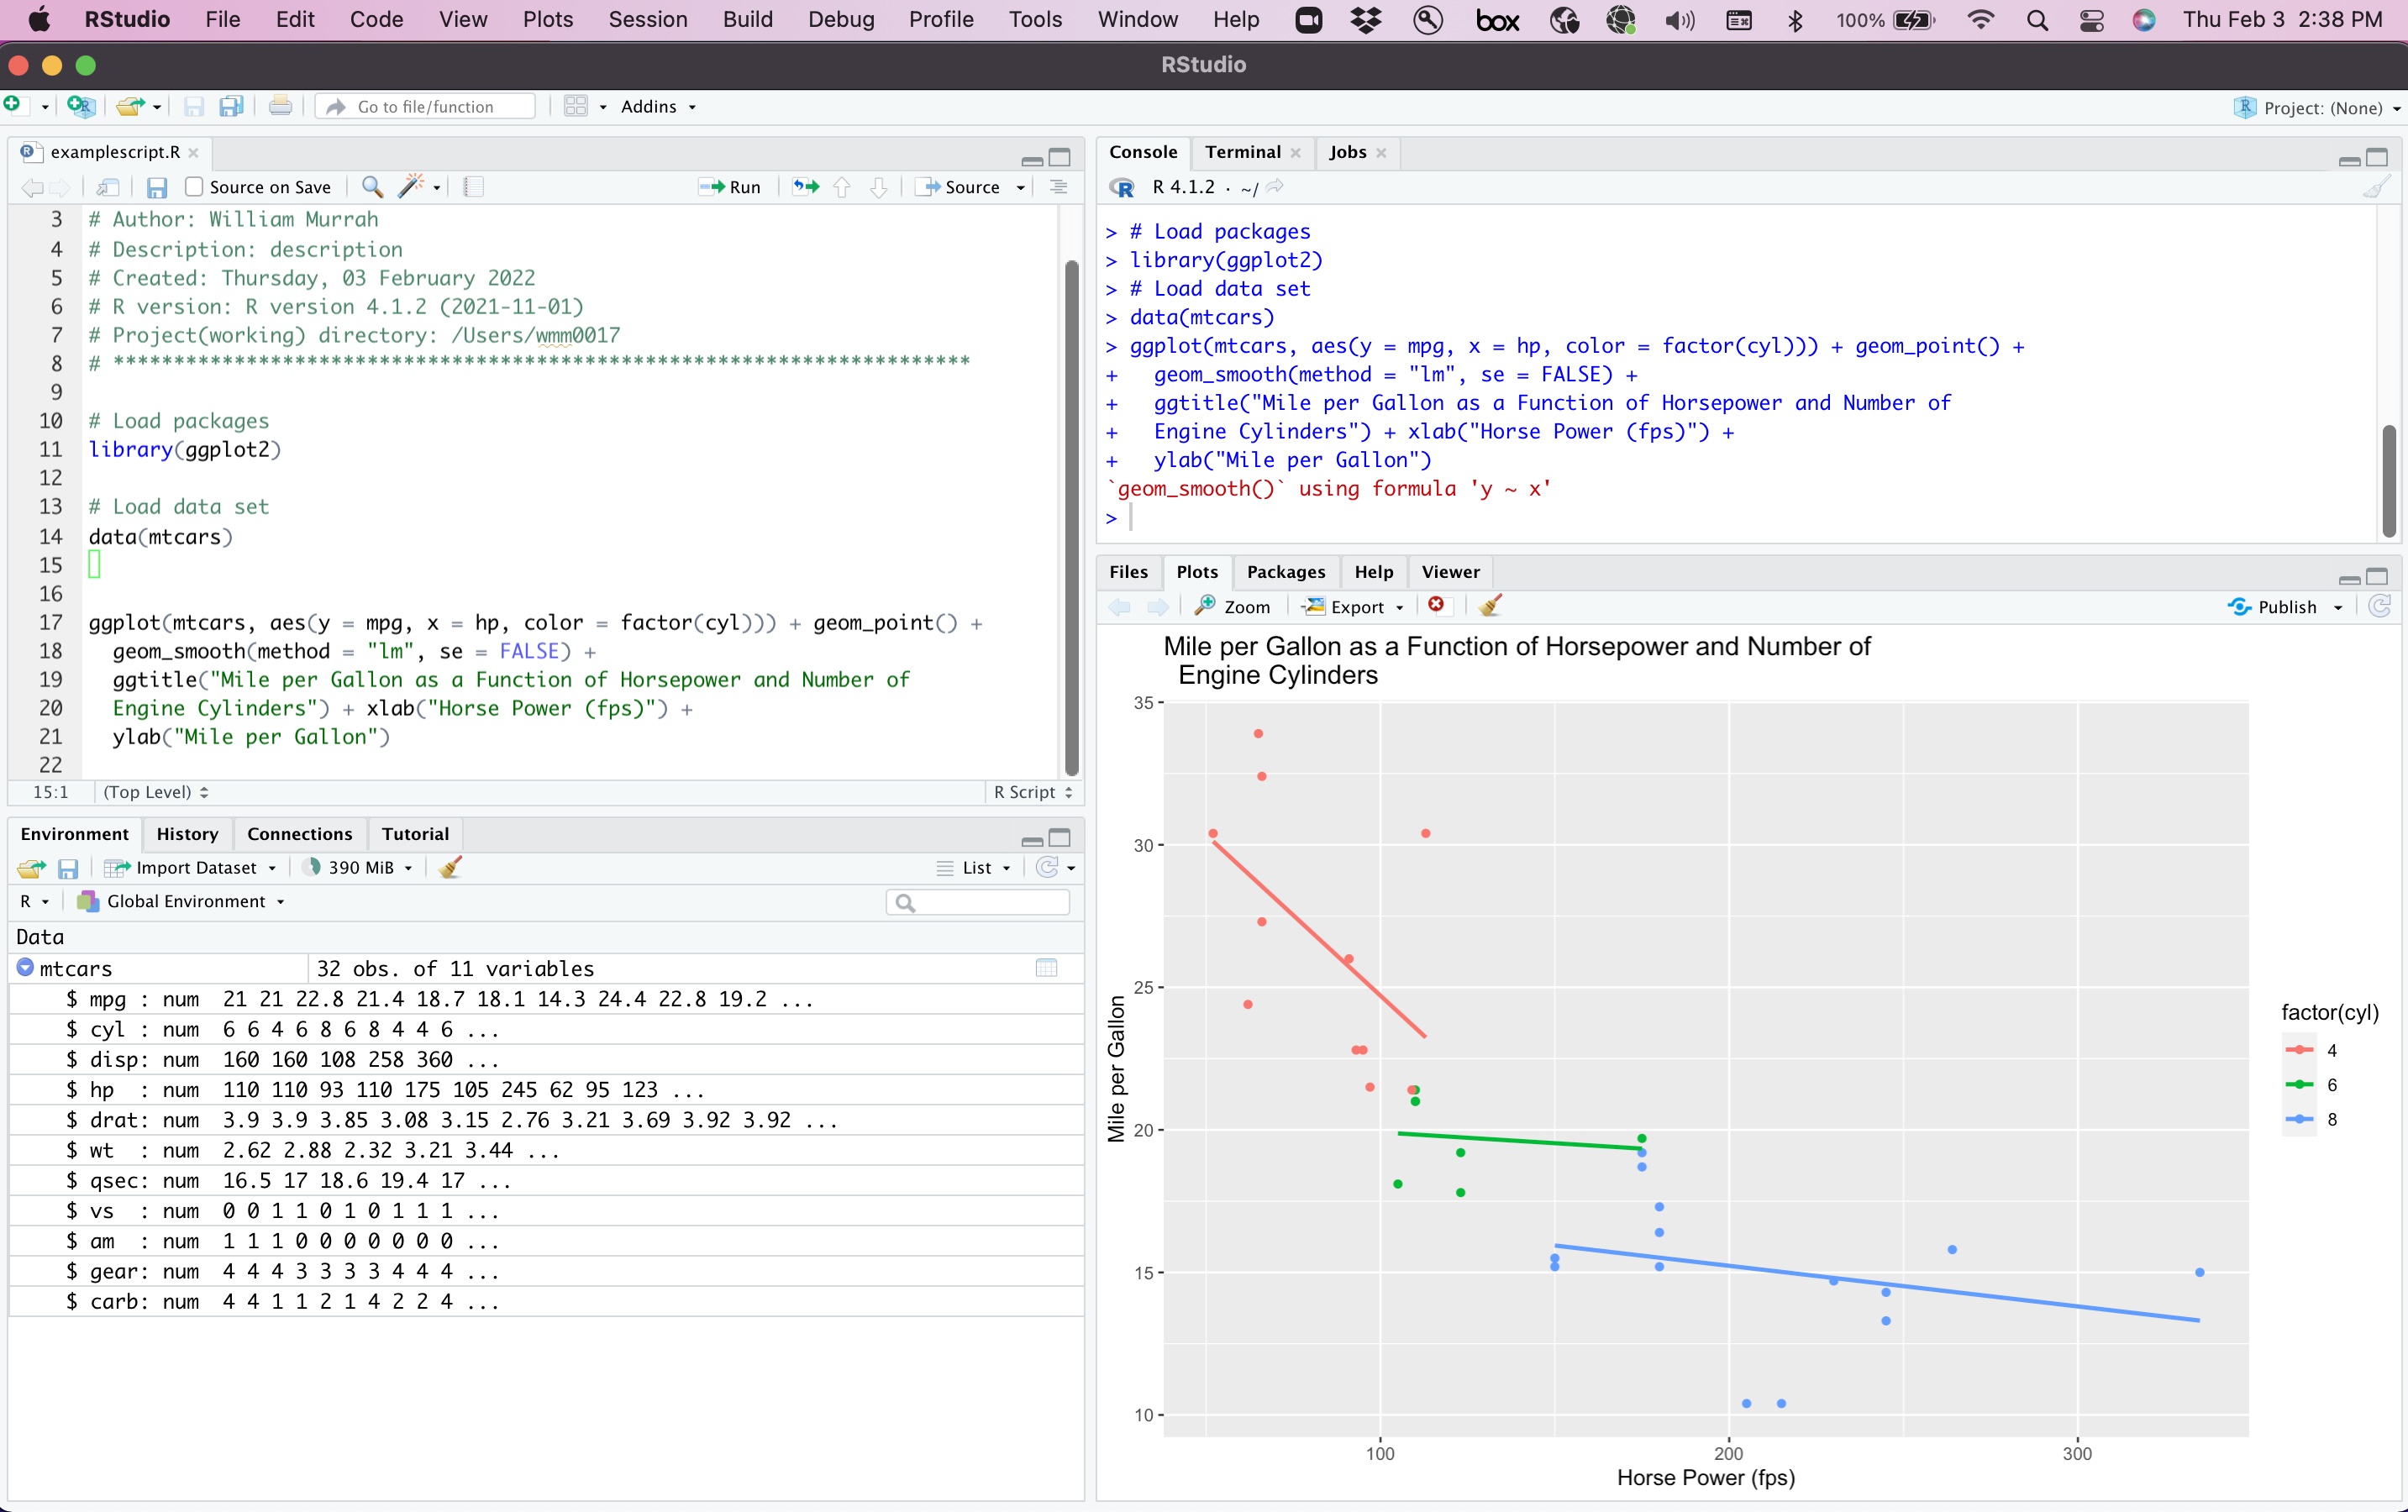 RStudio File Edit Code View Plots Session Build Debug Profile Tools Window Help box 100% Thu Feb 3 2:38 PM
RStudio
Go to file/function Addins Project: (None)
examplescript.R
Source on Save Run Source
3 # Author: William Murrah
4 # Description: description
5 # Created: Thursday, 03 February 2022
6 # R version: R version 4.1.2 (2021-11-01)
7 # Project(working) directory: /Users/wmm0017
8 # ***********************************************************************
9
10 # Load packages
11 library(ggplot2)
12
13 # Load data set
14 data(mtcars)
15
16
17 ggplot(mtcars, aes(y = mpg, x = hp, color = factor(cyl))) + geom_point() +
18 geom_smooth(method = "lm", se = FALSE) +
19 ggtitle("Mile per Gallon as a Function of Horsepower and Number of
20 Engine Cylinders") + xlab("Horse Power (fps)") +
21 ylab("Mile per Gallon")
22
15:1 (Top Level) R Script
Environment History Connections Tutorial
Import Dataset 390 MiB List
R Global Environment
Data
mtcars 32 obs. of 11 variables
$ mpg : num 21 21 22.8 21.4 18.7 18.1 14.3 24.4 22.8 19.2 ...
$ cyl : num 6 6 4 6 8 6 8 4 4 6 ...
$ disp: num 160 160 108 258 360 ...
$ hp : num 110 110 93 110 175 105 245 62 95 123 ...
$ drat: num 3.9 3.9 3.85 3.08 3.15 2.76 3.21 3.69 3.92 3.92 ...
$ wt : num 2.62 2.88 2.32 3.21 3.44 ...
$ qsec: num 16.5 17 18.6 19.4 17 ...
$ vs : num 0 0 1 1 0 1 0 1 1 1 ...
$ am : num 1 1 1 0 0 0 0 0 0 0 ...
$ gear: num 4 4 4 3 3 3 3 4 4 4 ...
$ carb: num 4 4 1 1 2 1 4 2 2 4 ...
Console Terminal Jobs
R R 4.1.2 · ~/
> # Load packages
> library(ggplot2)
> # Load data set
> data(mtcars)
> ggplot(mtcars, aes(y = mpg, x = hp, color = factor(cyl))) + geom_point() +
+ geom_smooth(method = "lm", se = FALSE) +
+ ggtitle("Mile per Gallon as a Function of Horsepower and Number of
+ Engine Cylinders") + xlab("Horse Power (fps)") +
+ ylab("Mile per Gallon")
`geom_smooth()` using formula 'y ~ x'
>
Files Plots Packages Help Viewer
Zoom Export Publish
Mile per Gallon as a Function of Horsepower and Number of
Engine Cylinders
35
30
25
20
15
10
Mile per Gallon
100 200 300
Horse Power (fps)
factor(cyl)
4
6
8